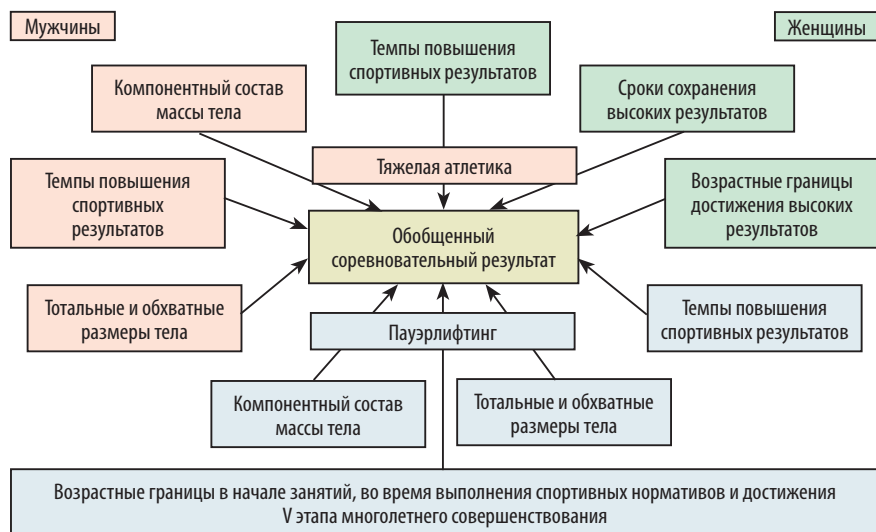 Мужчины
Женщины
Темпы повышения
спортивных результатов
Компонентный состав
массы тела
Сроки сохранения
высоких результатов
Тяжелая атлетика
Темпы повышения
спортивных
результатов
Возрастные границы
достижения высоких
результатов
Обобщенный
соревновательный результат
Тотальные и обхватные
размеры тела
Темпы повышения
спортивных результатов
Пауэрлифтинг
Компонентный состав
массы тела
Тотальные и обхватные
размеры тела
Возрастные границы в начале занятий, во время выполнения спортивных нормативов и достижения
V этапа многолетнего совершенствования